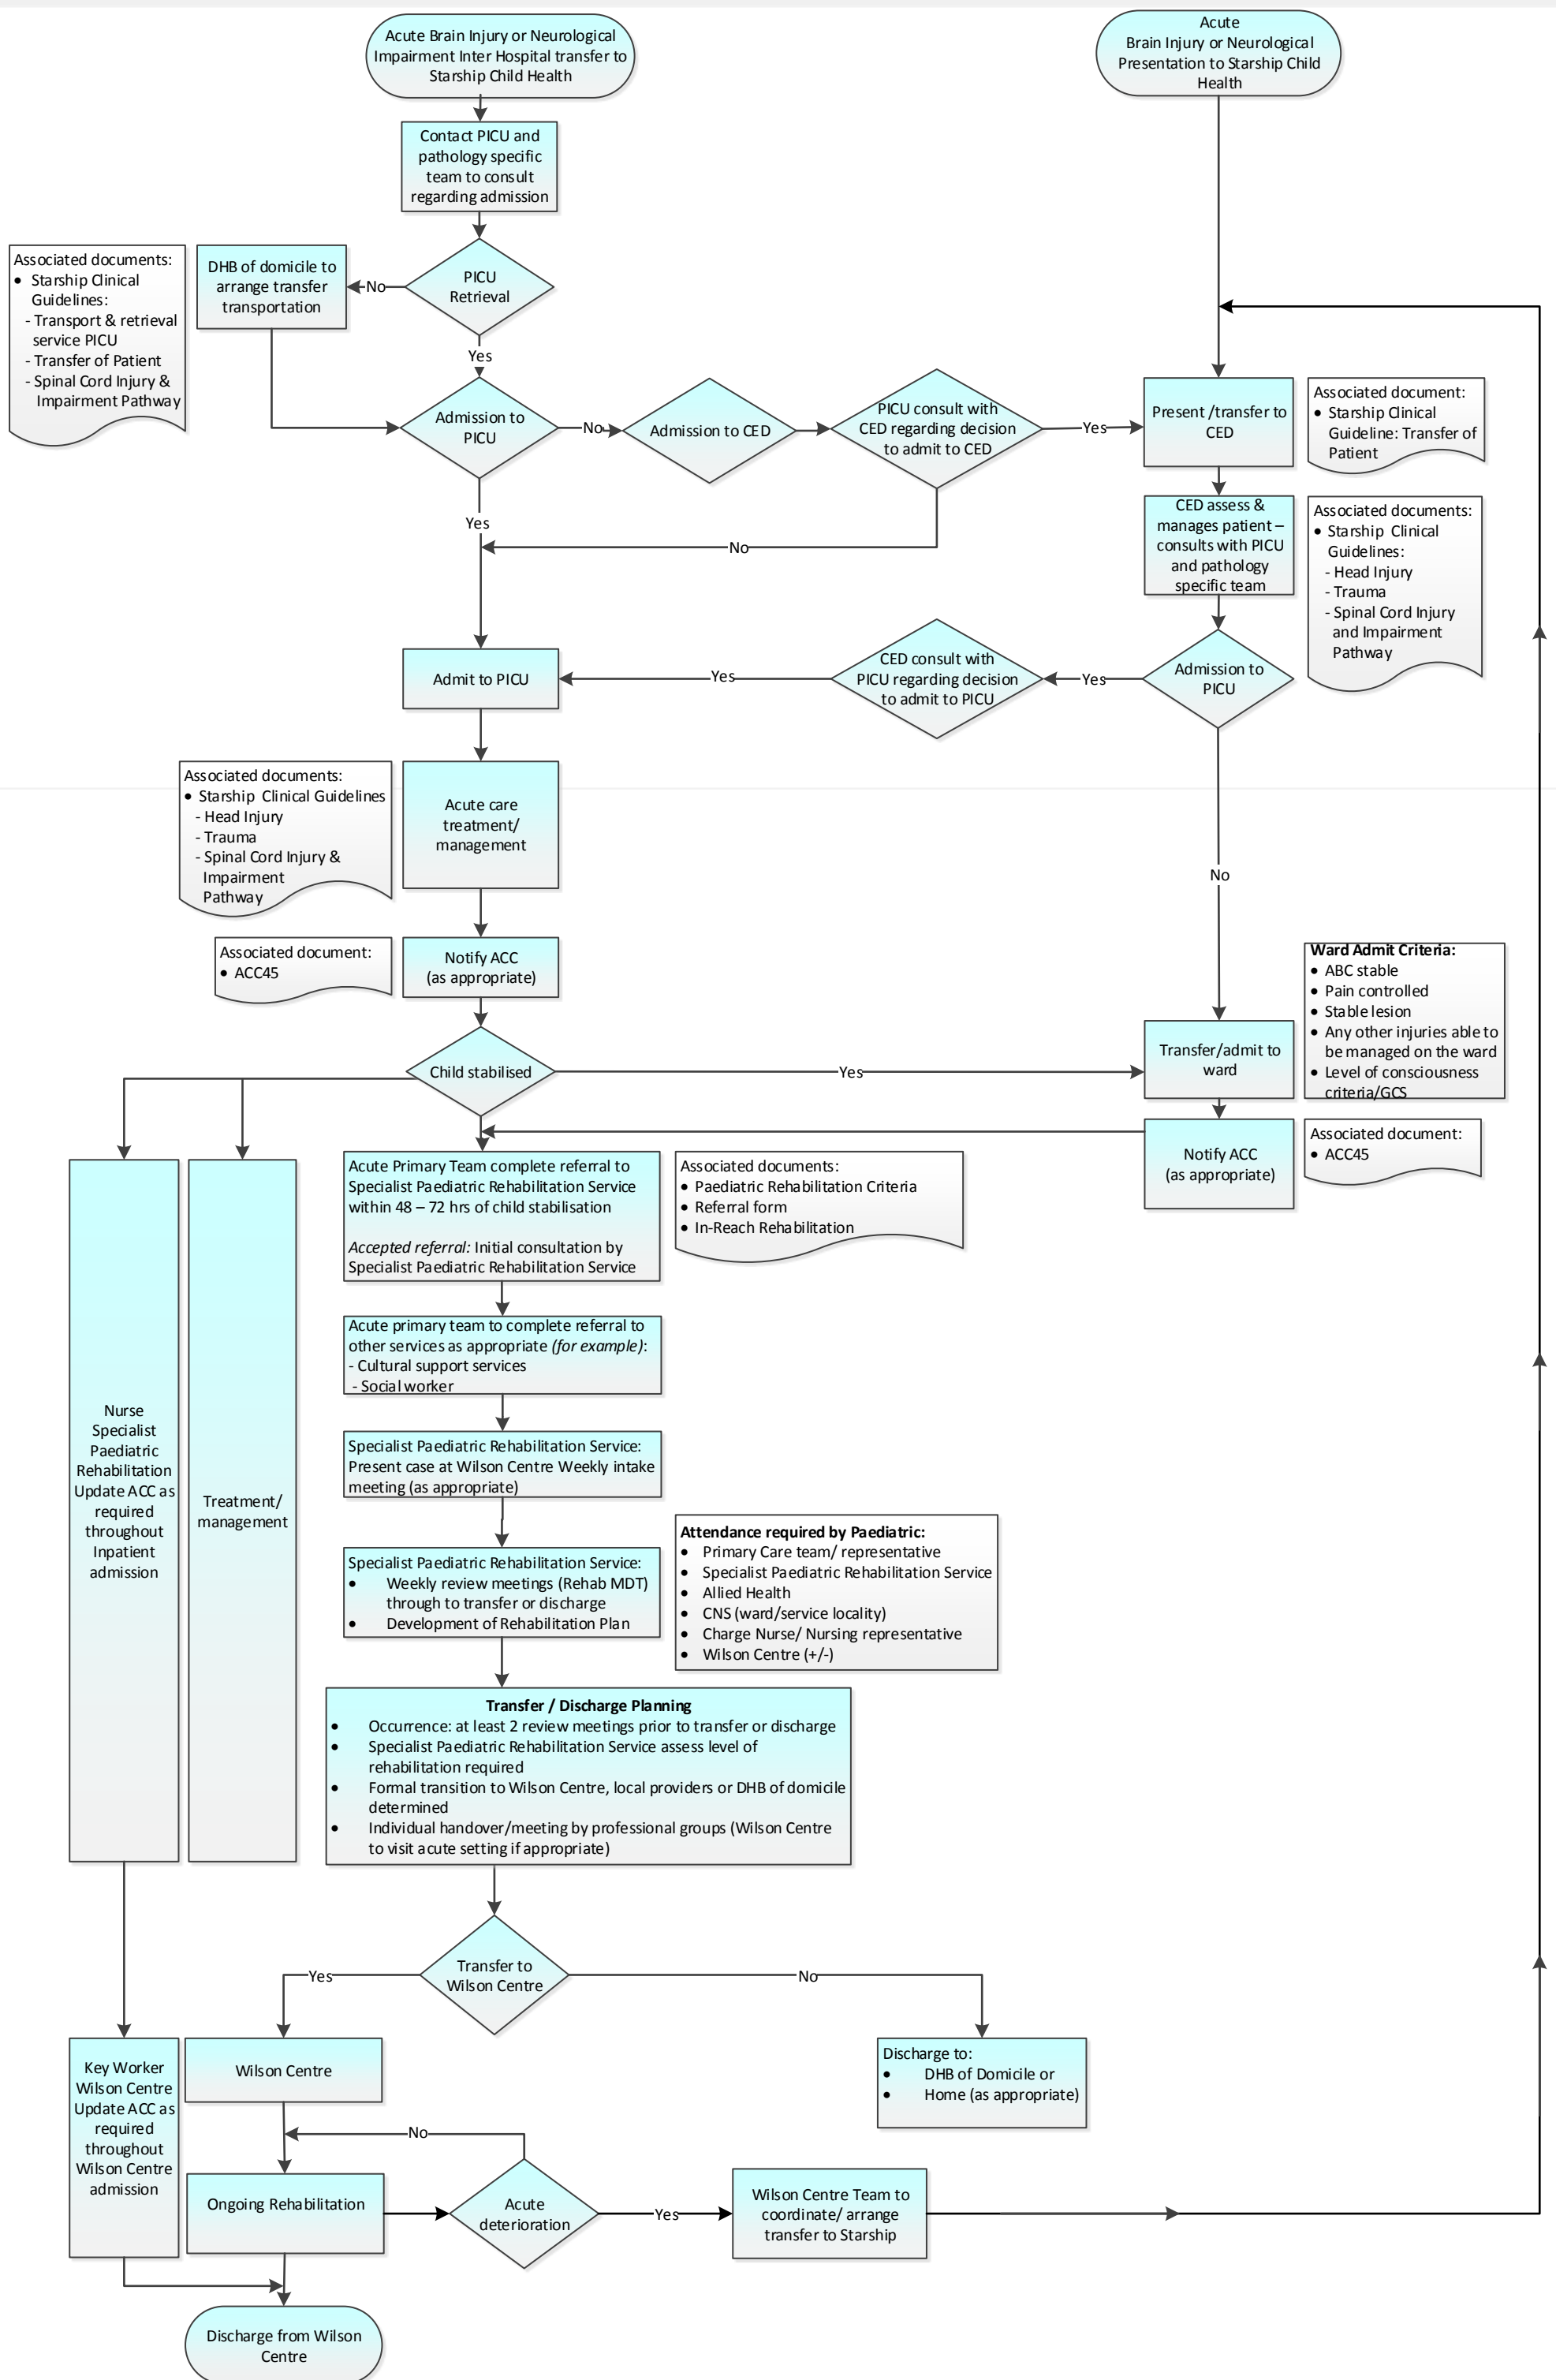 Acute Brain Injury or Neurological
Impairment Inter Hospital transfer to
Starship Child Health
Acute
Brain Injury or Neurological
Presentation to Starship Child
Health
Contact PICU and
pathology specific
team to consult
regarding admission
Associated documents:
• Starship Clinical
Guidelines:
- Transport & retrieval
service PICU
- Transfer of Patient
- Spinal Cord Injury &
Impairment Pathway
DHB of domicile to
arrange transfer
transportation
No
PICU
Retrieval
Yes
Admission to
PICU
No
Admission to CED
PICU consult with
CED regarding decision
to admit to CED
Yes
Present /transfer to
CED
Associated document:
• Starship Clinical
Guideline: Transfer of
Patient
Yes
No
CED assess &
manages patient –
consults with PICU
and pathology
specific team
Associated documents:
• Starship Clinical
Guidelines:
- Head Injury
- Trauma
- Spinal Cord Injury
and Impairment
Pathway
Admit to PICU
Yes
CED consult with
PICU regarding decision
to admit to PICU
Yes
Admission to
PICU
Associated documents:
• Starship Clinical Guidelines
- Head Injury
- Trauma
- Spinal Cord Injury &
Impairment
Pathway
Acute care
treatment/
management
No
Associated document:
• ACC45
Notify ACC
(as appropriate)
Ward Admit Criteria:
• ABC stable
• Pain controlled
• Stable lesion
• Any other injuries able to
be managed on the ward
• Level of consciousness
criteria/GCS
Child stabilised
Yes
Transfer/admit to
ward
Notify ACC
(as appropriate)
Associated document:
• ACC45
Acute Primary Team complete referral to
Specialist Paediatric Rehabilitation Service
within 48 – 72 hrs of child stabilisation
Accepted referral: Initial consultation by
Specialist Paediatric Rehabilitation Service
Associated documents:
• Paediatric Rehabilitation Criteria
• Referral form
• In-Reach Rehabilitation
Acute primary team to complete referral to
other services as appropriate (for example):
- Cultural support services
- Social worker
Nurse
Specialist
Paediatric
Rehabilitation
Update ACC as
required
throughout
Inpatient
admission
Treatment/
management
Specialist Paediatric Rehabilitation Service:
Present case at Wilson Centre Weekly intake
meeting (as appropriate)
Specialist Paediatric Rehabilitation Service:
• Weekly review meetings (Rehab MDT)
through to transfer or discharge
• Development of Rehabilitation Plan
Attendance required by Paediatric:
• Primary Care team/ representative
• Specialist Paediatric Rehabilitation Service
• Allied Health
• CNS (ward/service locality)
• Charge Nurse/ Nursing representative
• Wilson Centre (+/-)
Transfer / Discharge Planning
• Occurrence: at least 2 review meetings prior to transfer or discharge
• Specialist Paediatric Rehabilitation Service assess level of
rehabilitation required
• Formal transition to Wilson Centre, local providers or DHB of domicile
determined
• Individual handover/meeting by professional groups (Wilson Centre
to visit acute setting if appropriate)
Yes
Transfer to
Wilson Centre
No
Key Worker
Wilson Centre
Update ACC as
required
throughout
Wilson Centre
admission
Wilson Centre
Discharge to:
• DHB of Domicile or
• Home (as appropriate)
No
Ongoing Rehabilitation
Acute
deterioration
Yes
Wilson Centre Team to
coordinate/ arrange
transfer to Starship
Discharge from Wilson
Centre